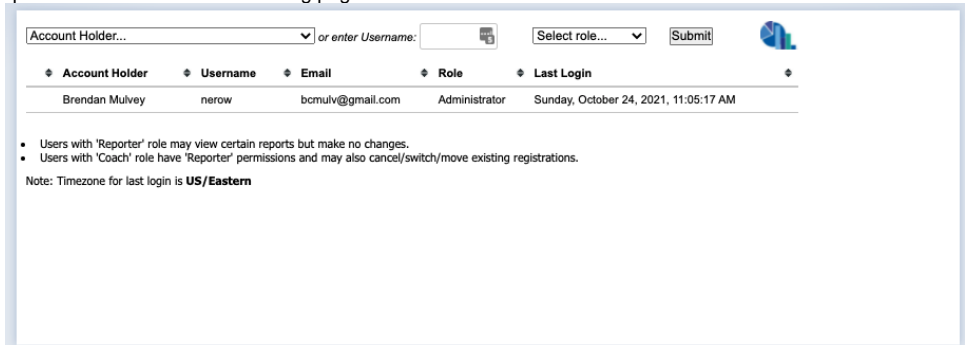 Account Holder... or enter Username: Select role... Submit
Account Holder Username Email Role Last Login
Brendan Mulvey nerow bcmulv@gmail.com Administrator Sunday, October 24, 2021, 11:05:17 AM
• Users with 'Reporter' role may view certain reports but make no changes.
• Users with 'Coach' role have 'Reporter' permissions and may also cancel/switch/move existing registrations.
Note: Timezone for last login is US/Eastern